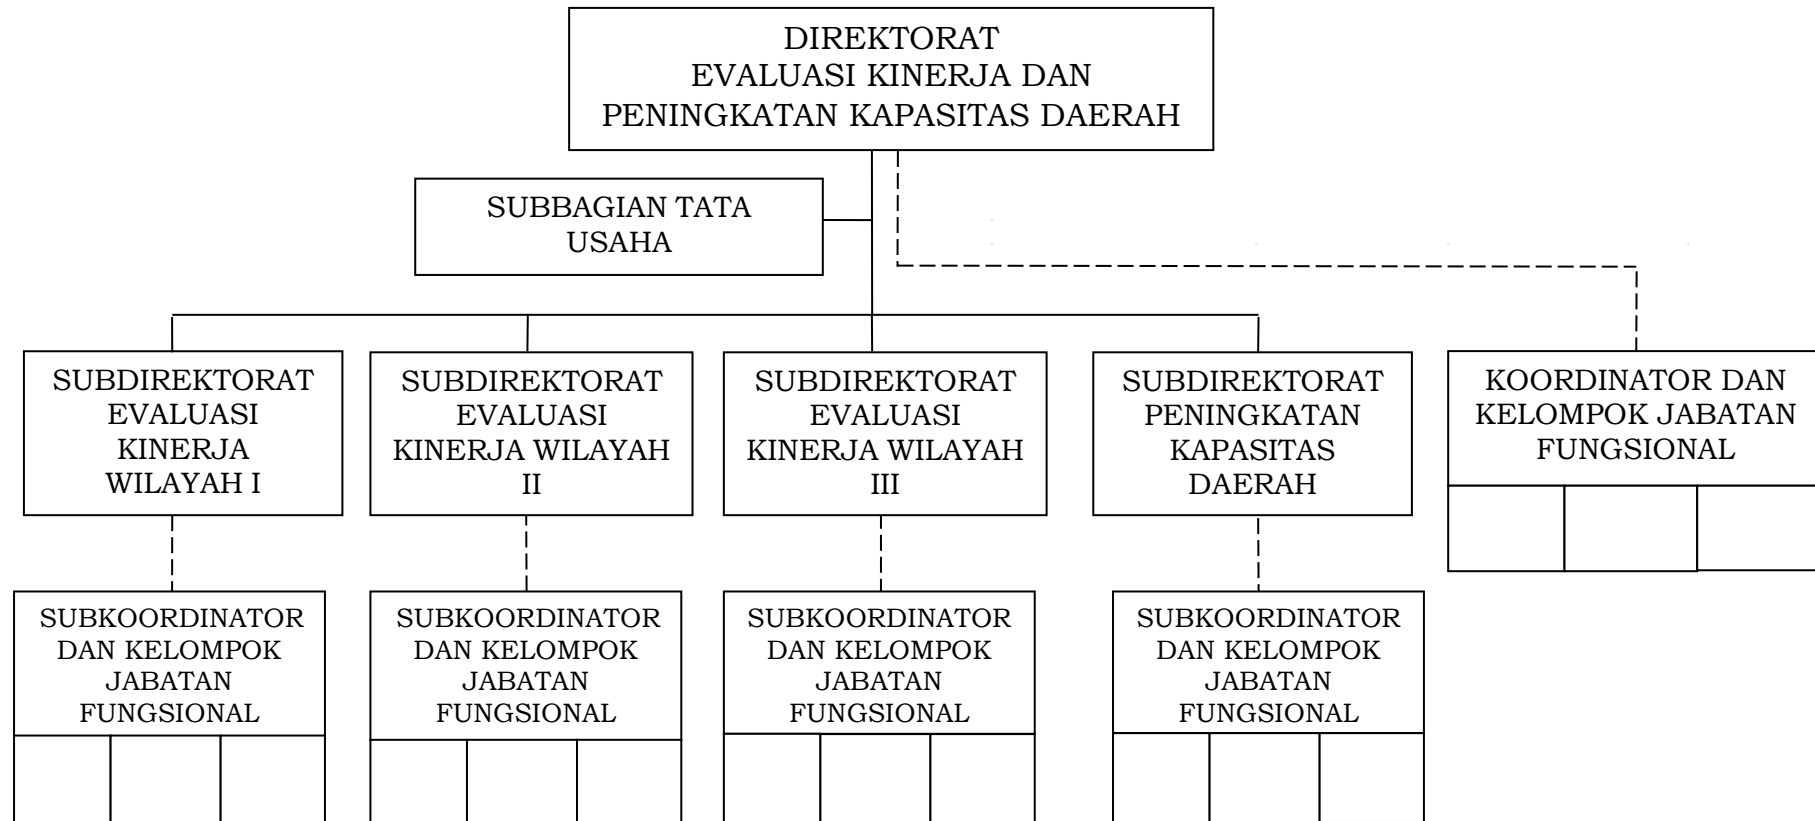 DIREKTORAT
EVALUASI KINERJA DAN
PENINGKATAN KAPASITAS DAERAH
SUBBAGIAN TATA
USAHA
SUBDIREKTORAT
EVALUASI
KINERJA
WILAYAH I
SUBDIREKTORAT
EVALUASI
KINERJA WILAYAH
II
SUBDIREKTORAT
EVALUASI
KINERJA WILAYAH
III
SUBDIREKTORAT
PENINGKATAN
KAPASITAS
DAERAH
KOORDINATOR DAN
KELOMPOK JABATAN
FUNGSIONAL
SUBKOORDINATOR
DAN KELOMPOK
JABATAN
FUNGSIONAL
SUBKOORDINATOR
DAN KELOMPOK
JABATAN
FUNGSIONAL
SUBKOORDINATOR
DAN KELOMPOK
JABATAN
FUNGSIONAL
SUBKOORDINATOR
DAN KELOMPOK
JABATAN
FUNGSIONAL